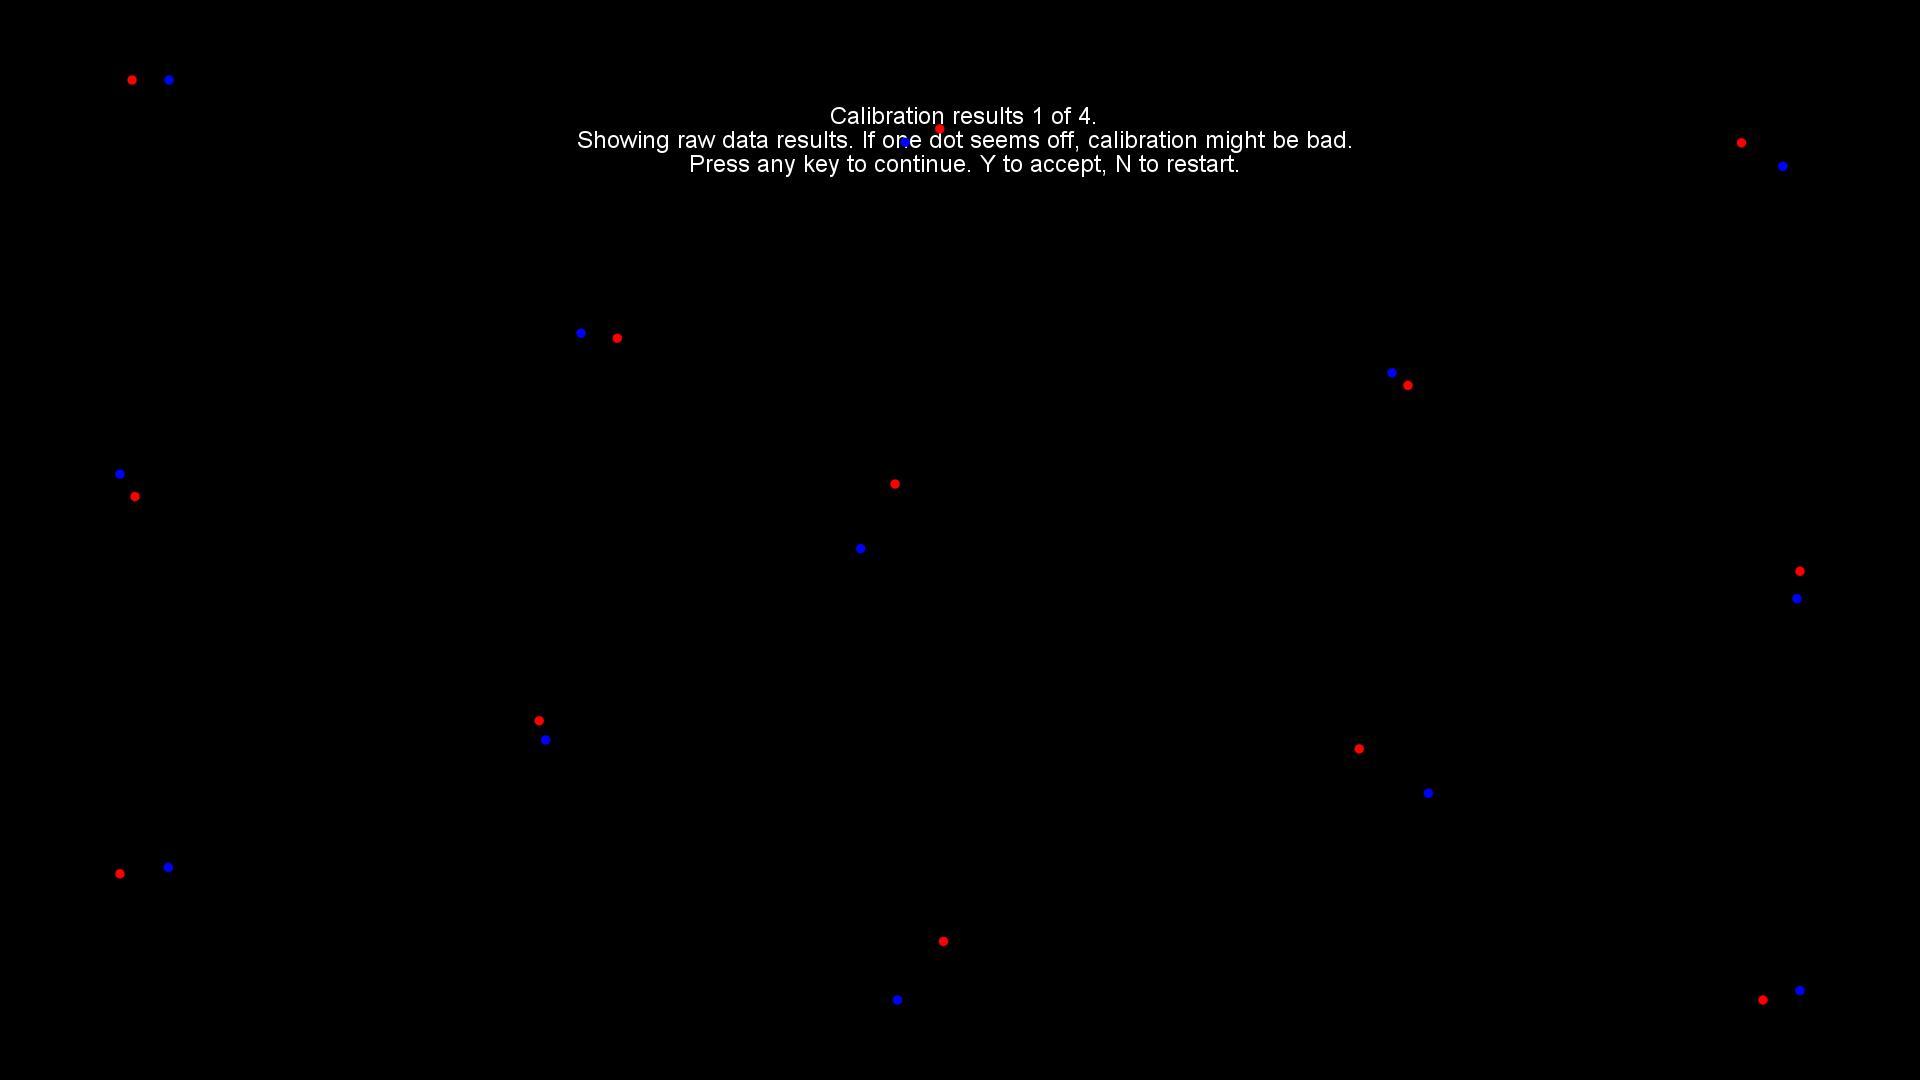 Calibration results 1 of 4.
Showing raw data results. If one dot seems off, calibration might be bad.
Press any key to continue. Y to accept, N to restart.